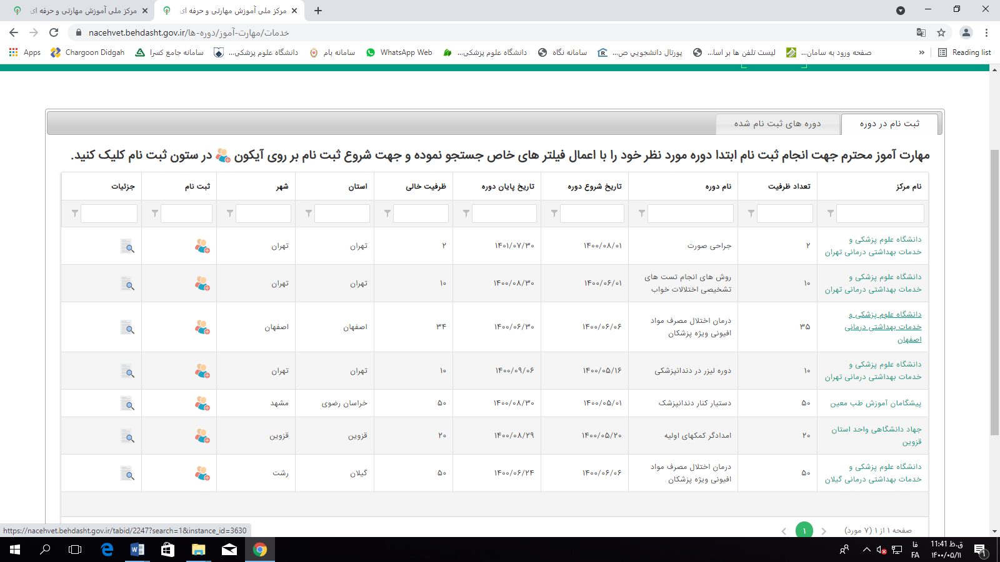 مرکز ملی آموزش مهارتی و حرفه ای
مرکز ملی آموزش مهارتی و حرفه ای
nacehvet.behdasht.gov.ir/خدمات/مهارت-آموز/دوره-ها
Apps
Chargoon Didgah
سامانه جامع کسرا
دانشگاه علوم پزشکی...
سامانه بام
WhatsApp Web
دانشگاه علوم پزشکی...
سامانه نگاه
پورتال دانشجويي ص...
لیست تلفن ها بر اسا...
صفحه ورود به سامان...
»
Reading list
ثبت نام در دوره
دوره های ثبت نام شده
مهارت آموز محترم جهت انجام ثبت نام ابتدا دوره مورد نظر خود را با اعمال فیلتر های خاص جستجو نموده و جهت شروع ثبت نام بر روی آیکون در ستون ثبت نام کلیک کنید.
نام مرکز تعداد ظرفیت نام دوره تاریخ شروع دوره تاریخ پایان دوره ظرفیت خالی استان شهر ثبت نام جزئیات
دانشگاه علوم پزشکی و
خدمات بهداشتی درمانی تهران
۲ جراحی صورت ۱۴۰۰/۰۸/۰۱ ۱۴۰۱/۰۷/۳۰ ۲ تهران تهران
دانشگاه علوم پزشکی و
خدمات بهداشتی درمانی تهران
۱۰
روش های انجام تست های
تشخیصی اختلالات خواب
۱۴۰۰/۰۶/۰۱ ۱۴۰۰/۰۸/۳۰ ۱۰ تهران تهران
دانشگاه علوم پزشکی و
خدمات بهداشتی درمانی
اصفهان
۳۵
درمان اختلال مصرف مواد
افیونی ویژه پزشکان
۱۴۰۰/۰۶/۰۶ ۱۴۰۰/۰۶/۳۰ ۳۴ اصفهان اصفهان
دانشگاه علوم پزشکی و
خدمات بهداشتی درمانی تهران
۱۰ دوره لیزر در دندانپزشکی ۱۴۰۰/۰۵/۱۶ ۱۴۰۰/۰۹/۰۶ ۱۰ تهران تهران
پیشگامان آموزش طب معین ۵۰ دستیار کنار دندانپزشک ۱۴۰۰/۰۵/۰۱ ۱۴۰۰/۰۸/۳۰ ۵۰ خراسان رضوی مشهد
جهاد دانشگاهی واحد استان
قزوین
۲۰ امدادگر کمکهای اولیه ۱۴۰۰/۰۵/۲۰ ۱۴۰۰/۰۸/۲۹ ۲۰ قزوین قزوین
دانشگاه علوم پزشکی و
خدمات بهداشتی درمانی گیلان
۵۰
درمان اختلال مصرف مواد
افیونی ویژه پزشکان
۱۴۰۰/۰۶/۰۶ ۱۴۰۰/۰۶/۲۴ ۵۰ گیلان رشت
صفحه ۱ از ۱ (۷ مورد)
۱
https://nacehvet.behdasht.gov.ir/tabid/2247?search=1&instance_id=3630
فا
FA
11:41 ق.ظ
۱۴۰۰/۰۵/۱۱
۱